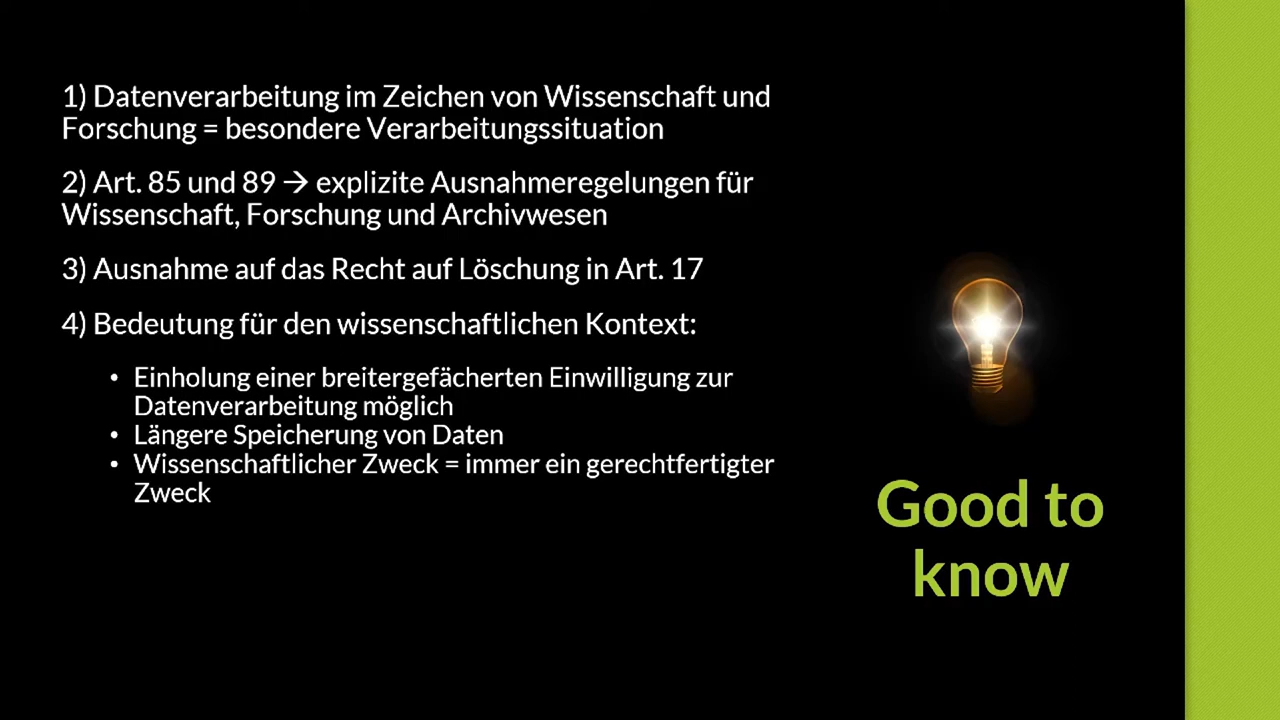 1) Datenverarbeitung im Zeichen von Wissenschaft und
Forschung = besondere Verarbeitungssituation
2) Art. 85 und 89 → explizite Ausnahmeregelungen für
Wissenschaft, Forschung und Archivwesen
3) Ausnahme auf das Recht auf Löschung in Art. 17
4) Bedeutung für den wissenschaftlichen Kontext:
• Einholung einer breitergefächerten Einwilligung zur
Datenverarbeitung möglich
• Längere Speicherung von Daten
• Wissenschaftlicher Zweck = immer ein gerechtfertigter
Zweck
Good to
know